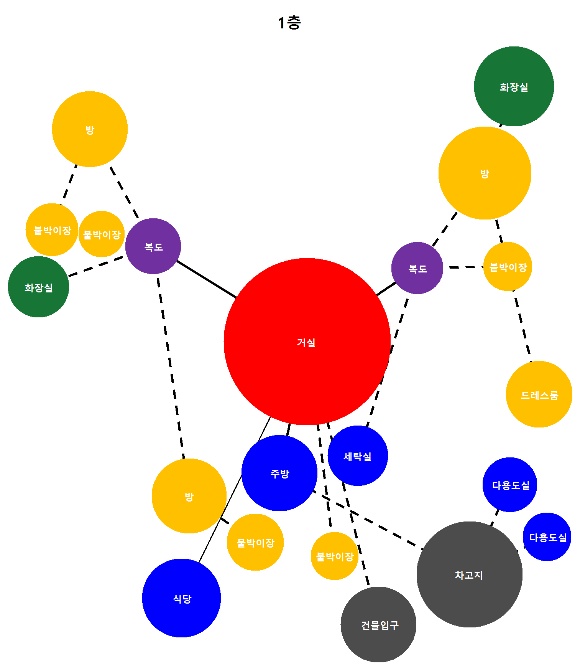 1층
화장실
방
방
붙박이장
붙박이장
복도
화장실
복도
붙박이장
거실
드레스룸
주방
세탁실
다용도실
방
다용도실
붙박이장
붙박이장
차고지
식당
건물입구